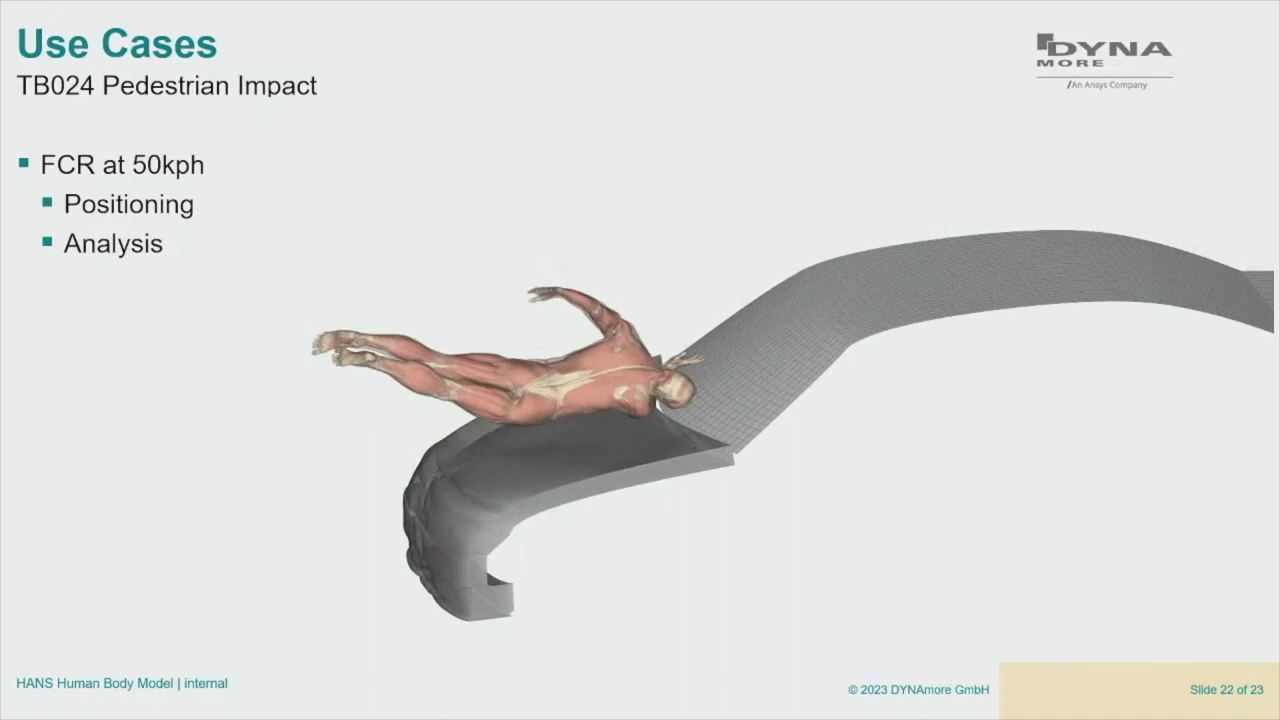 Use Cases
TB024 Pedestrian Impact
DYNA
MORE
/An Ansys Company
FCR at 50kph
Positioning
Analysis
HANS Human Body Model | internal
© 2023 DYNAmore GmbH
Slide 22 of 23